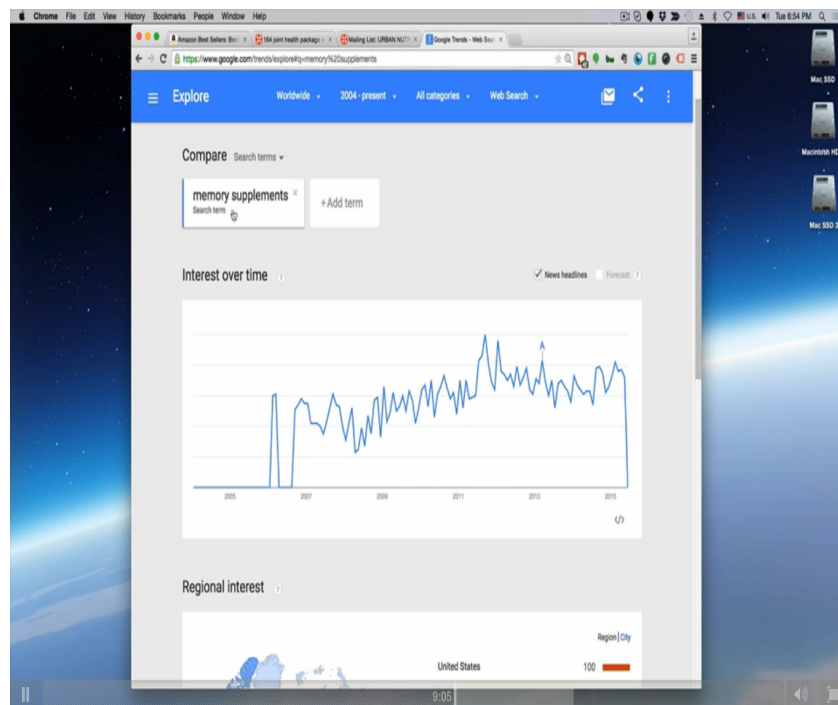 Chrome File Edit View History Bookmarks People Window Help
U.S. Tue 6:54 PM
Amazon Best Sellers: Best
164 joint health package
Mailing List: URBAN NUT
Google Trends - Web Sear
https://www.google.com/trends/explore#q=memory%20supplements
Mac SSD
Macintosh HD
Mac SSD 3
Explore
Worldwide
2004 - present
All categories
Web Search
Compare Search terms
memory supplements
Search term
+Add term
Interest over time ?
News headlines Forecast ?
A
2005 2007 2009 2011 2013 2015
</>
Regional interest ?
Region | City
United States 100
9:05